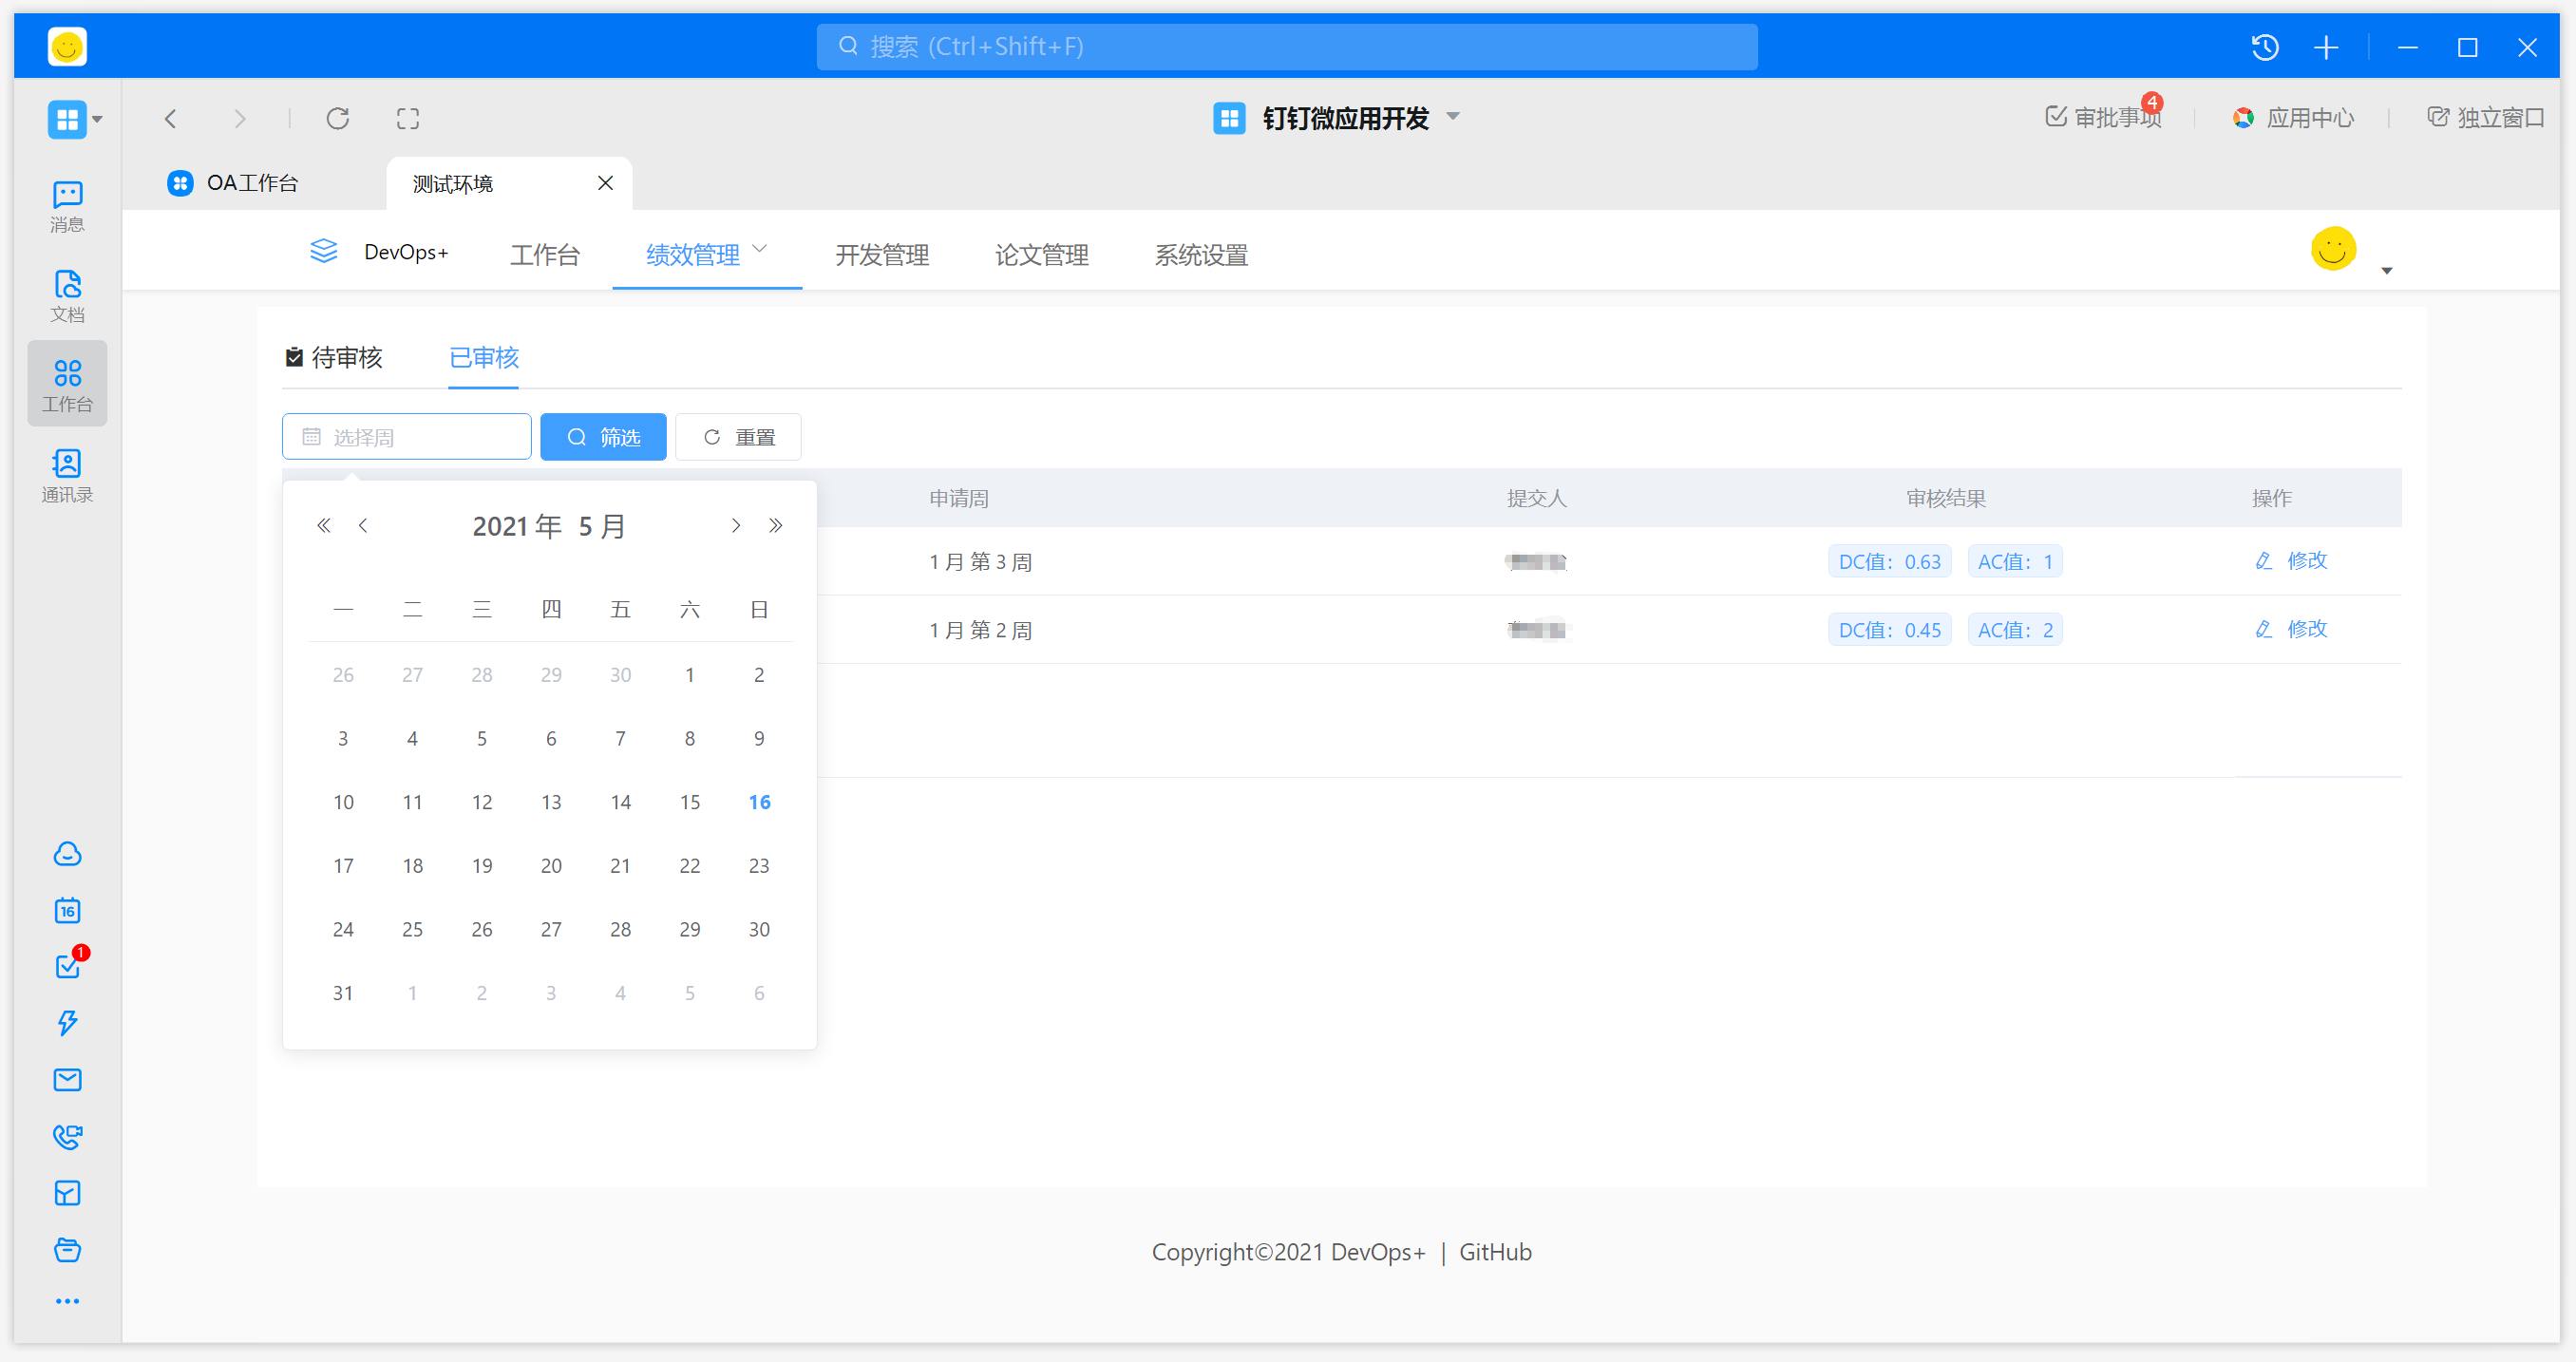 搜索 (Ctrl+Shift+F)
钉钉微应用开发
审批事项 4
应用中心
独立窗口
OA工作台
测试环境
消息
文档
工作台
通讯录
16
1
DevOps+
工作台
绩效管理
开发管理
论文管理
系统设置
待审核
已审核
选择周
筛选
重置
申请周 提交人 审核结果 操作
1 月 第 3 周 DC值：0.63 AC值：1 修改
1 月 第 2 周 DC值：0.45 AC值：2 修改
2021 年 5 月
一 二 三 四 五 六 日
26 27 28 29 30 1 2
3 4 5 6 7 8 9
10 11 12 13 14 15 16
17 18 19 20 21 22 23
24 25 26 27 28 29 30
31 1 2 3 4 5 6
Copyright©2021 DevOps+ | GitHub